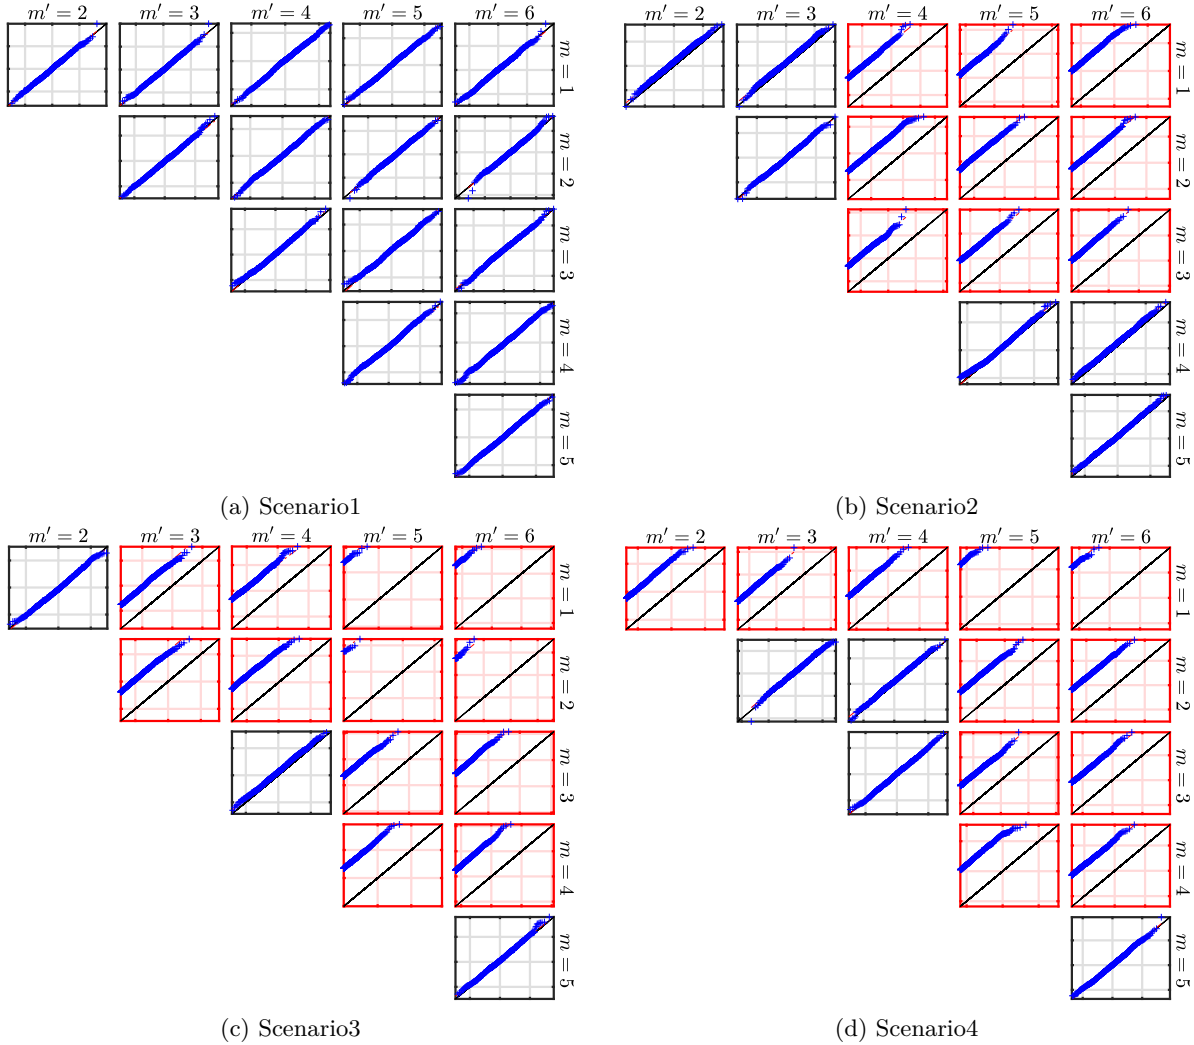 m′ = 2 m′ = 3 m′ = 4 m′ = 5 m′ = 6
m = 1
m = 2
m = 3
m = 4
m = 5
(a) Scenario1
m′ = 2 m′ = 3 m′ = 4 m′ = 5 m′ = 6
m = 1
m = 2
m = 3
m = 4
m = 5
(b) Scenario2
m′ = 2 m′ = 3 m′ = 4 m′ = 5 m′ = 6
m = 1
m = 2
m = 3
m = 4
m = 5
(c) Scenario3
m′ = 2 m′ = 3 m′ = 4 m′ = 5 m′ = 6
m = 1
m = 2
m = 3
m = 4
m = 5
(d) Scenario4